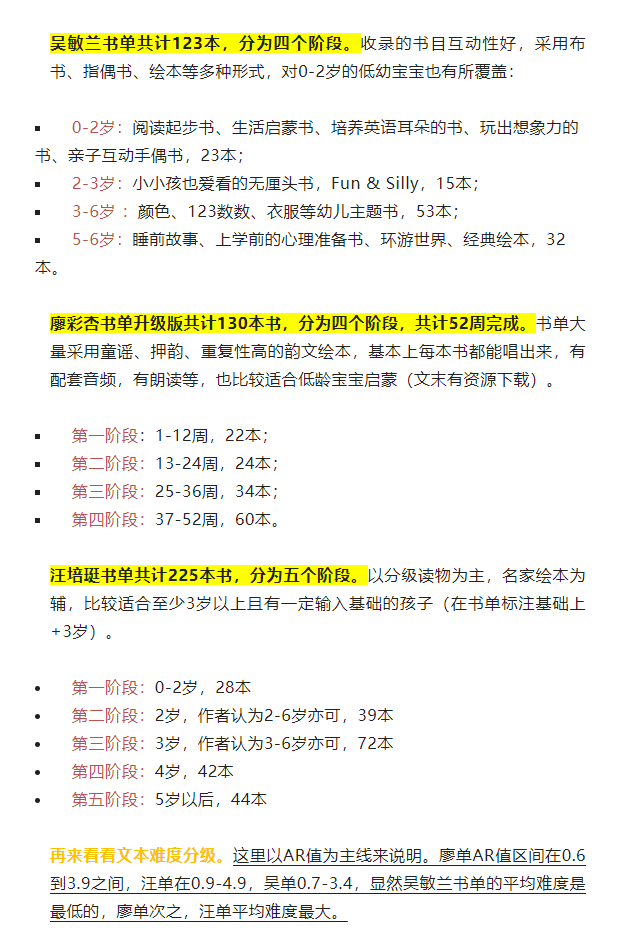 吴敏兰书单共计123本，分为四个阶段。收录的书目互动性好，采用布
书、指偶书、绘本等多种形式，对0-2岁的低幼宝宝也有所覆盖：
▪ 0-2岁：阅读起步书、生活启蒙书、培养英语耳朵的书、玩出想象力的
书、亲子互动手偶书，23本；
▪ 2-3岁：小小孩也爱看的无厘头书，Fun & Silly，15本；
▪ 3-6岁 ：颜色、123数数、衣服等幼儿主题书，53本；
▪ 5-6岁：睡前故事、上学前的心理准备书、环游世界、经典绘本，32
本。
廖彩杏书单升级版共计130本书，分为四个阶段，共计52周完成。书单大
量采用童谣、押韵、重复性高的韵文绘本，基本上每本书都能唱出来，有
配套音频，有朗读等，也比较适合低龄宝宝启蒙（文末有资源下载）。
▪ 第一阶段：1-12周，22本；
▪ 第二阶段：13-24周，24本；
▪ 第三阶段：25-36周，34本；
▪ 第四阶段：37-52周，60本。
汪培珽书单共计225本书，分为五个阶段。以分级读物为主，名家绘本为
辅，比较适合至少3岁以上且有一定输入基础的孩子（在书单标注基础上
+3岁）。
• 第一阶段：0-2岁，28本
• 第二阶段：2岁，作者认为2-6岁亦可，39本
• 第三阶段：3岁，作者认为3-6岁亦可，72本
• 第四阶段：4岁，42本
• 第五阶段：5岁以后，44本
再来看看文本难度分级。这里以AR值为主线来说明。廖单AR值区间在0.6
到3.9之间，汪单在0.9-4.9，吴单0.7-3.4，显然吴敏兰书单的平均难度是
最低的，廖单次之，汪单平均难度最大。